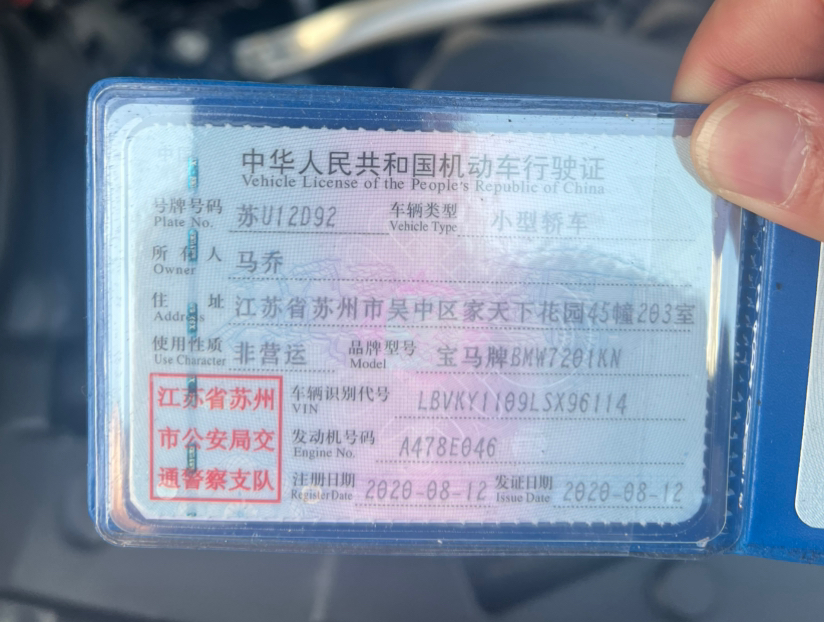 中华人民共和国机动车行驶证
Vehicle License of the People's Republic of China
号牌号码 苏U12D92 车辆类型 小型轿车
Plate No. Vehicle Type
所有人 马乔
Owner
住址 江苏省苏州市吴中区家天下花园45幢203室
Address
使用性质 非营运 品牌型号 宝马牌BMW7201KN
Use Character Model
江苏省苏州 车辆识别代号 LBVKY1109LSX96114
VIN
市公安局交 发动机号码 A478E046
Engine No.
通警察支队 注册日期 2020-08-12 发证日期 2020-08-12
Register Date Issue Date